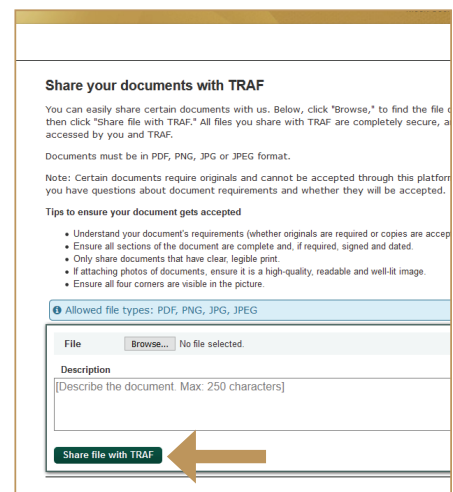 Share your documents with TRAF
You can easily share certain documents with us. Below, click "Browse," to find the file
then click "Share file with TRAF." All files you share with TRAF are completely secure,
accessed by you and TRAF.
Documents must be in PDF, PNG, JPG or JPEG format.
Note: Certain documents require originals and cannot be accepted through this
you have questions about document requirements and whether they will be accepted.
Tips to ensure your document gets accepted
• Understand your document's requirements (whether originals are required or copies are
• Ensure all sections of the document are complete and, if required, signed and dated.
• Only share documents that have clear, legible print.
• If attaching photos of documents, ensure it is a high-quality, readable and well-lit image.
• Ensure all four corners are visible in the picture.
Allowed file types: PDF, PNG, JPG, JPEG
File Browse... No file selected.
Description
[Describe the document. Max: 250 characters]
Share file with TRAF